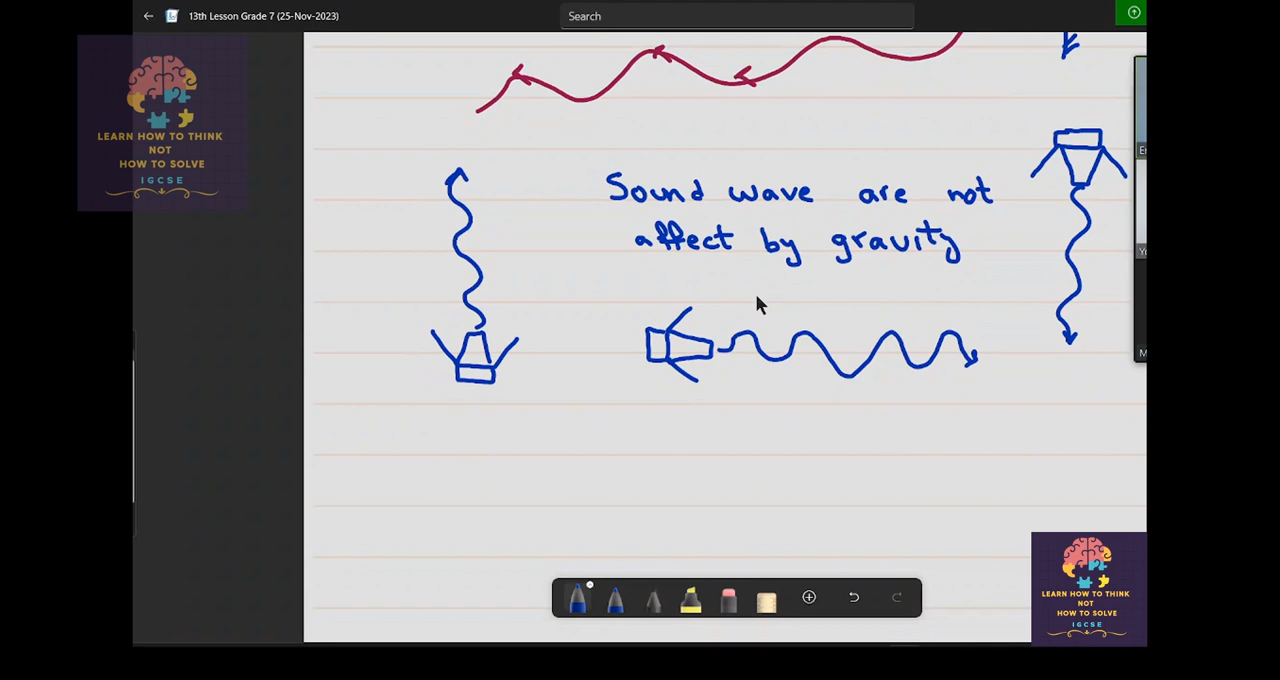 13th Lesson Grade 7 (25-Nov-2023)
Search
LEARN HOW TO THINK
NOT
HOW TO SOLVE
IGCSE
Sound wave are not
affect by gravity
LEARN HOW TO THINK
NOT
HOW TO SOLVE
IGCSE